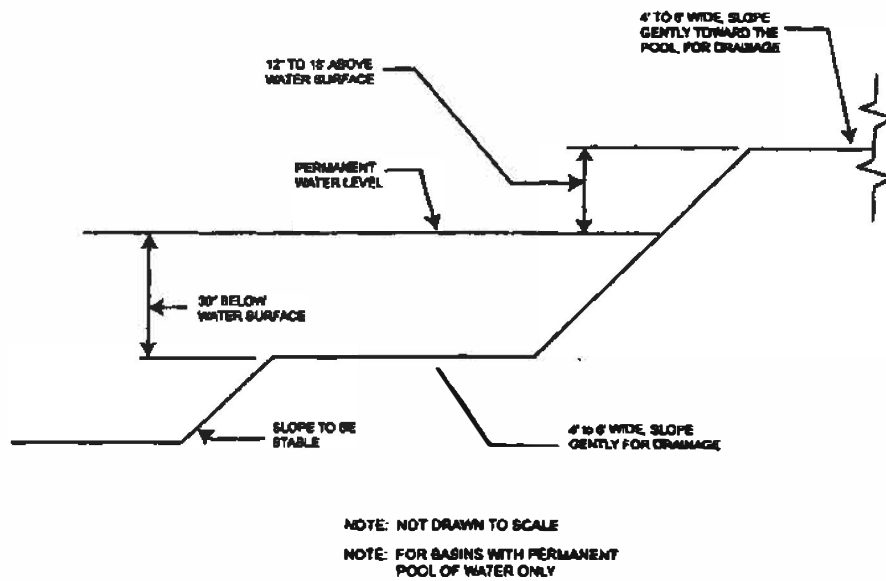 4' TO 6' WIDE, SLOPE
GENTLY TOWARD THE
POOL, FOR DRAINAGE
12" TO 18" ABOVE
WATER SURFACE
PERMANENT
WATER LEVEL
30" BELOW
WATER SURFACE
SLOPE TO BE
STABLE
4' to 6' WIDE, SLOPE
GENTLY FOR DRAINAGE
NOTE: NOT DRAWN TO SCALE
NOTE: FOR BASINS WITH PERMANENT
POOL OF WATER ONLY